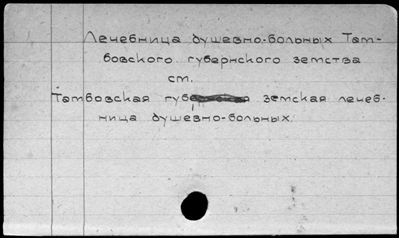 Лечебница душевно-больных Там-
бовского губернского земства
см.
Тамбовская губ земская лечеб-
ница душевно-больных.